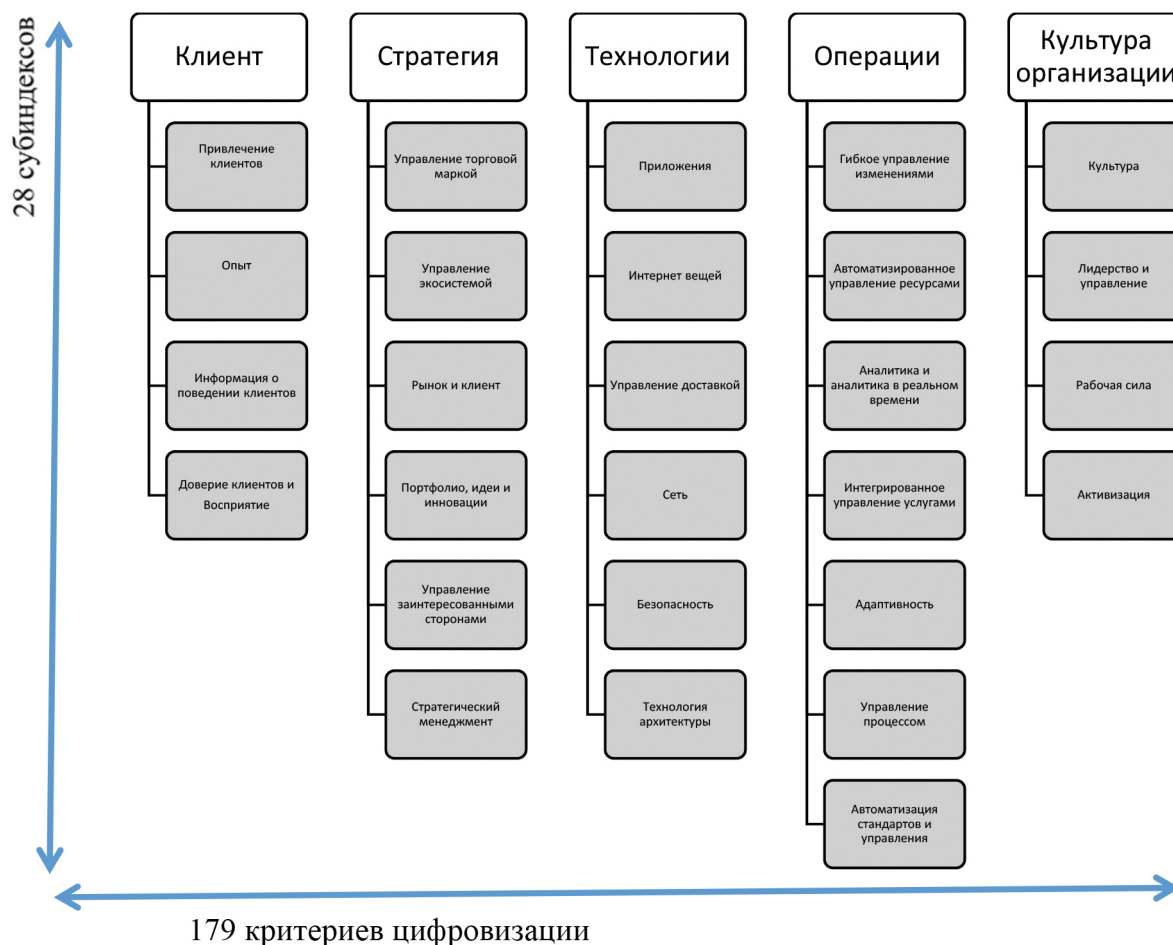 28 субиндексов
Клиент
Привлечение
клиентов
Опыт
Информация о
поведении клиентов
Доверие клиентов и
Восприятие
Стратегия
Управление торговой
маркой
Управление
экосистемой
Рынок и клиент
Портфолио, идеи и
инновации
Управление
заинтересованными
сторонами
Стратегический
менеджмент
Технологии
Приложения
Интернет вещей
Управление доставкой
Сеть
Безопасность
Технология
архитектуры
Операции
Гибкое управление
изменениями
Автоматизированное
управление ресурсами
Аналитика и
аналитика в реальном
времени
Интегрированное
управление услугами
Адаптивность
Управление
процессом
Автоматизация
стандартов и
управления
Культура
организации
Культура
Лидерство и
управление
Рабочая сила
Активизация
179 критериев цифровизации